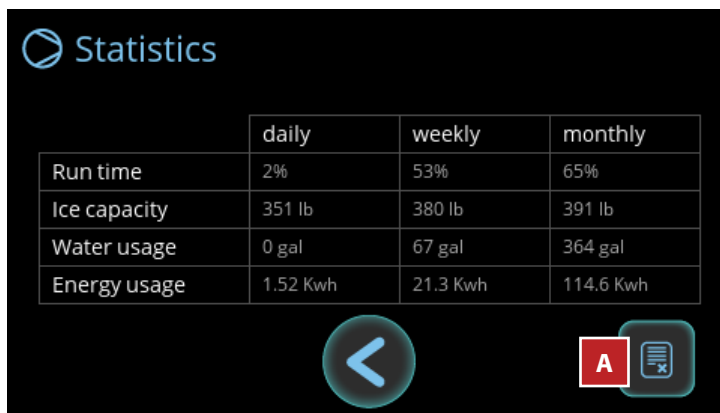 Statistics
daily weekly monthly
Run time 2% 53% 65%
Ice capacity 351 lb 380 lb 391 lb
Water usage 0 gal 67 gal 364 gal
Energy usage 1.52 Kwh 21.3 Kwh 114.6 Kwh
A